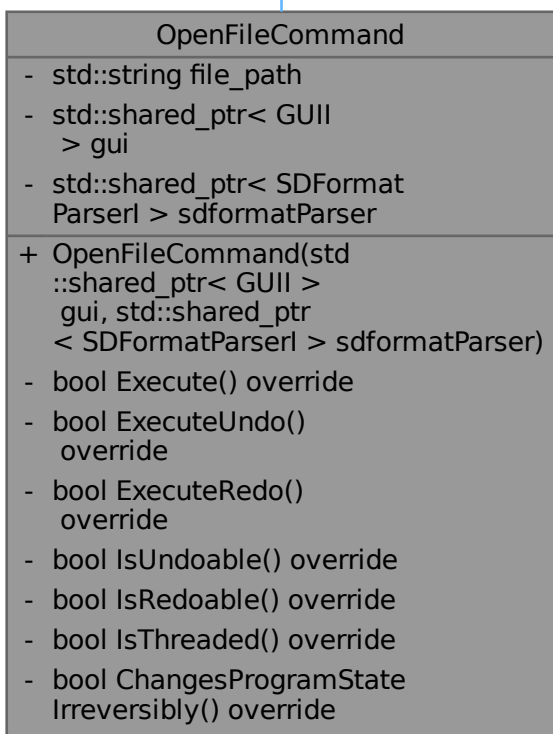 OpenFileCommand
- std::string file_path
- std::shared_ptr< GUII
> gui
- std::shared_ptr< SDFormat
ParserI > sdformatParser
+ OpenFileCommand(std
::shared_ptr< GUII >
gui, std::shared_ptr
< SDFormatParserI > sdformatParser)
- bool Execute() override
- bool ExecuteUndo()
override
- bool ExecuteRedo()
override
- bool IsUndoable() override
- bool IsRedoable() override
- bool IsThreaded() override
- bool ChangesProgramState
Irreversibly() override